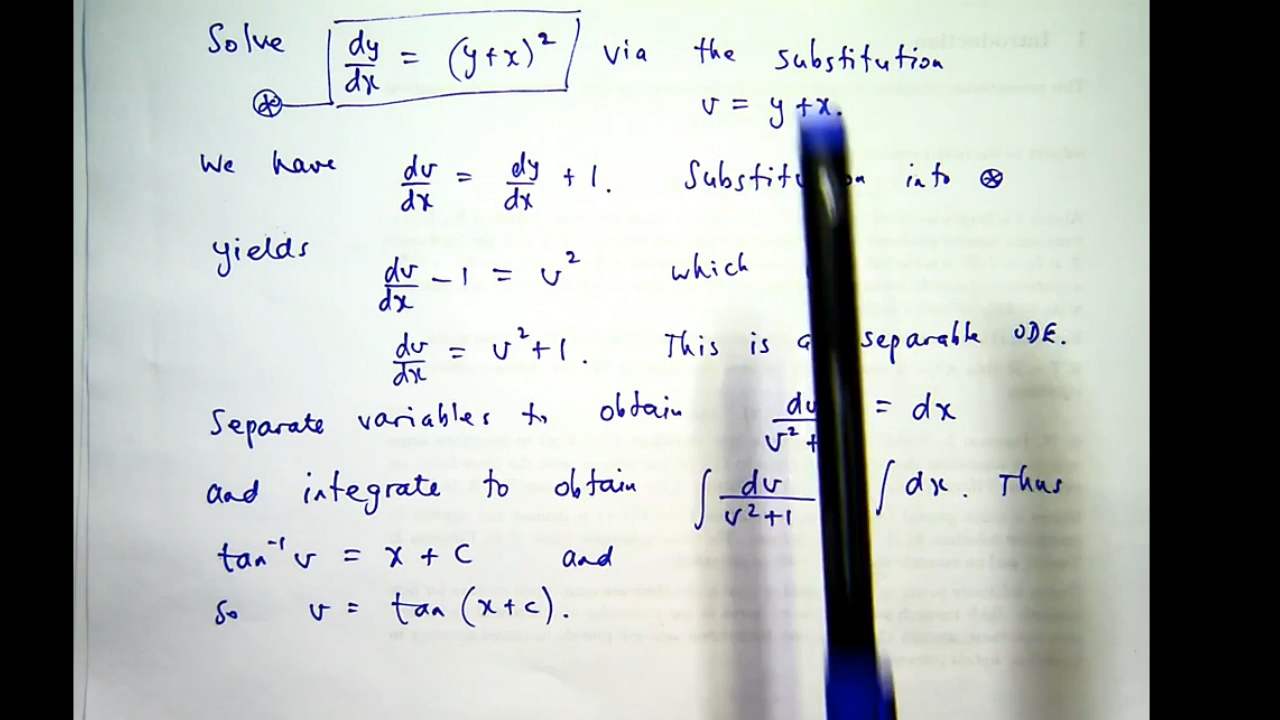 Solve dy/dx = (y+x)² via the substitution
⊛ v = y+x.
We have dv/dx = dy/dx + 1. into ⊛
yields dv/dx - 1 = v² which
dv/dx = v²+1. This is separable ODE.
Separate variables to obtain = dx
and integrate to obtain ∫ dv/v²+1 ∫ dx. Thus
tan⁻¹ v = x + c and
so v = tan (x+c).